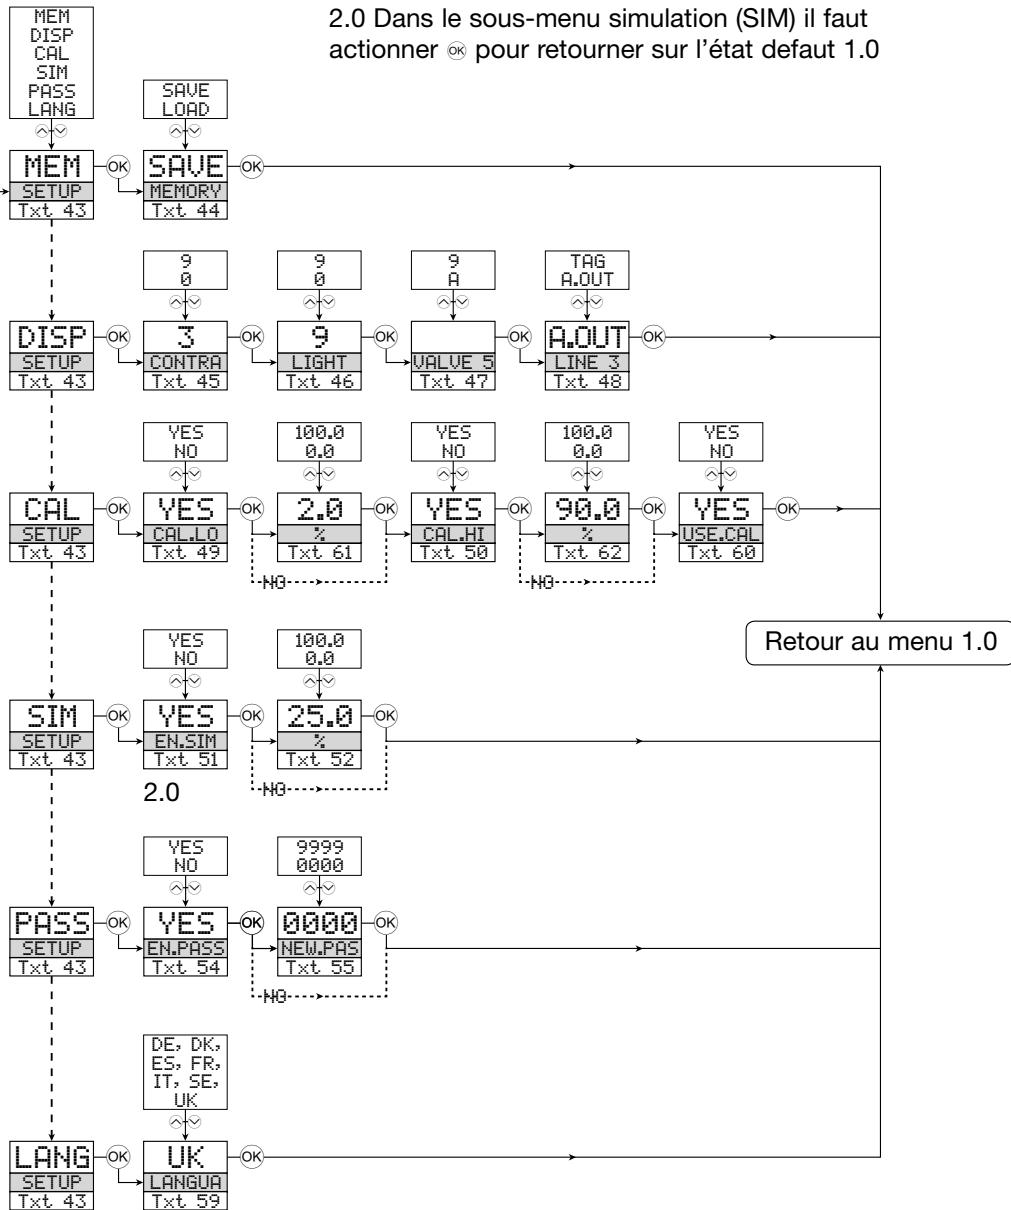 2.0 Dans le sous-menu simulation (SIM) il faut
actionner OK pour retourner sur l'état defaut 1.0
MEM
DISP
CAL
SIM
PASS
LANG
SAVE
LOAD
MEM
SETUP
Txt 43
OK
SAVE
MEMORY
Txt 44
OK
9
0
9
0
9
A
TAG
A.OUT
DISP
SETUP
Txt 43
OK
3
CONTRA
Txt 45
OK
9
LIGHT
Txt 46
OK
VALVE 5
Txt 47
OK
A.OUT
LINE 3
Txt 48
OK
YES
NO
100.0
0.0
YES
NO
100.0
0.0
YES
NO
CAL
SETUP
Txt 43
OK
YES
CAL.LO
Txt 49
OK
2.0
%
Txt 61
OK
YES
CAL.HI
Txt 50
OK
90.0
%
Txt 62
OK
YES
USE.CAL
Txt 60
OK
NO
NO
Retour au menu 1.0
YES
NO
100.0
0.0
SIM
SETUP
Txt 43
OK
YES
EN.SIM
Txt 51
OK
25.0
%
Txt 52
OK
2.0
NO
YES
NO
9999
0000
PASS
SETUP
Txt 43
OK
YES
EN.PASS
Txt 54
OK
0000
NEW.PAS
Txt 55
OK
NO
DE, DK,
ES, FR,
IT, SE,
UK
LANG
SETUP
Txt 43
OK
UK
LANGUA
Txt 59
OK